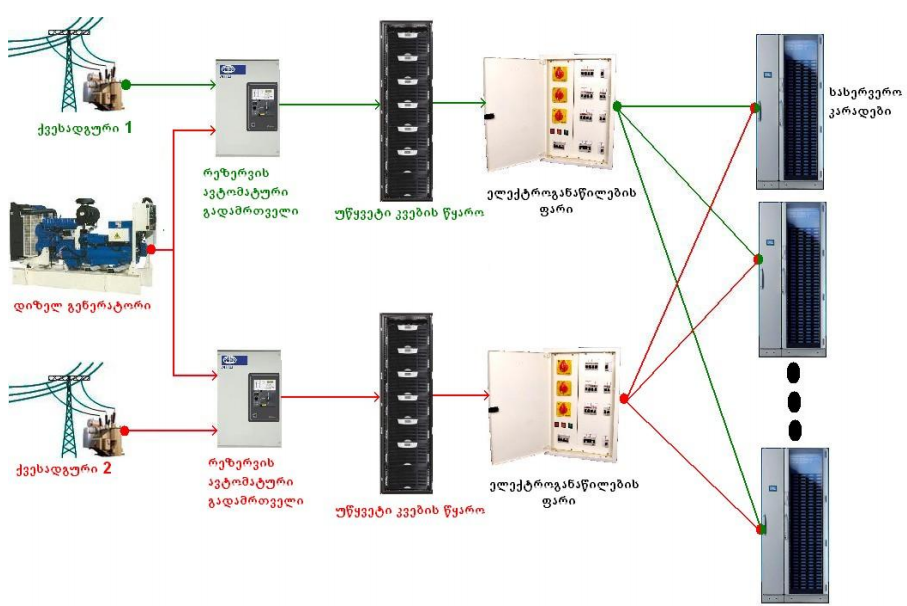 ქვესადგური 1
რეზერვის
ავტომატური
გადამრთველი
უწყვეტი კვების წყარო
ელექტროგანაწილების
ფარი
სასერვერო
კარადები
დიზელ გენერატორი
ქვესადგური 2
რეზერვის
ავტომატური
გადამრთველი
უწყვეტი კვების წყარო
ელექტროგანაწილების
ფარი